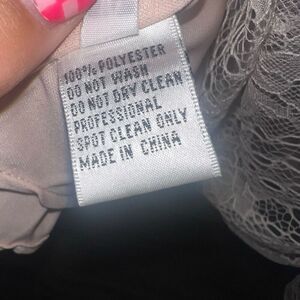 100% POLYESTER
DO NOT WASH
DO NOT DRY CLEAN
PROFESSIONAL
SPOT CLEAN ONLY
MADE IN CHINA